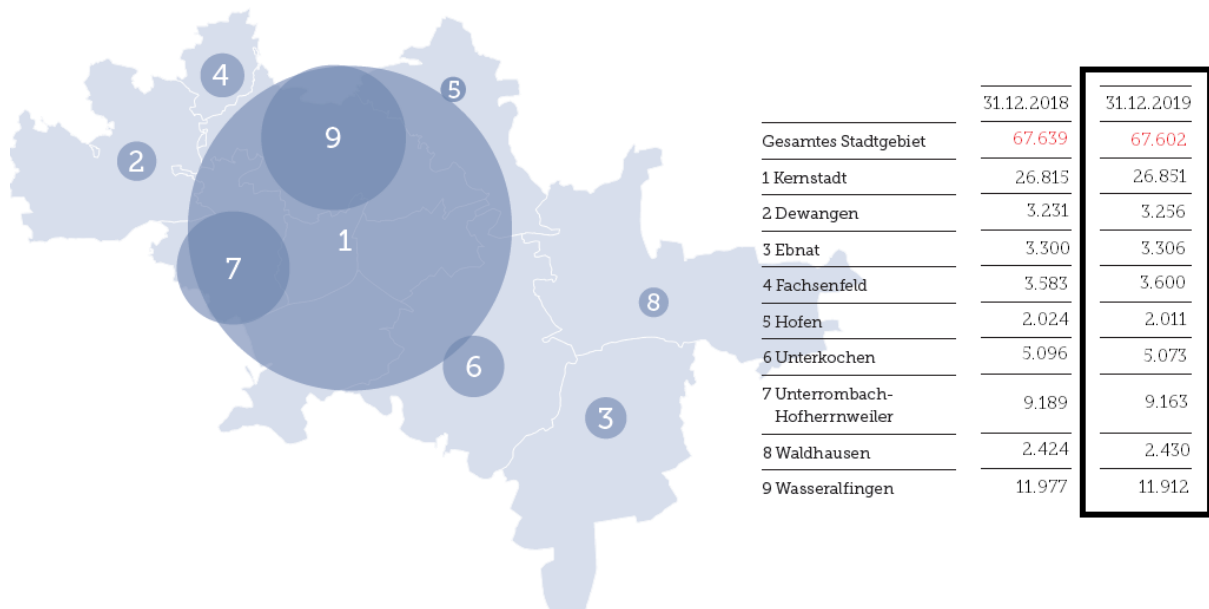 4
5
9
2
1
7
8
6
3
31.12.2018 31.12.2019
Gesamtes Stadtgebiet 67.639 67.602
1 Kernstadt 26.815 26.851
2 Dewangen 3.231 3.256
3 Ebnat 3.300 3.306
4 Fachsenfeld 3.583 3.600
5 Hofen 2.024 2.011
6 Unterkochen 5.096 5.073
7 Unterrombach-
Hofherrnweiler 9.189 9.163
8 Waldhausen 2.424 2.430
9 Wasseralfingen 11.977 11.912